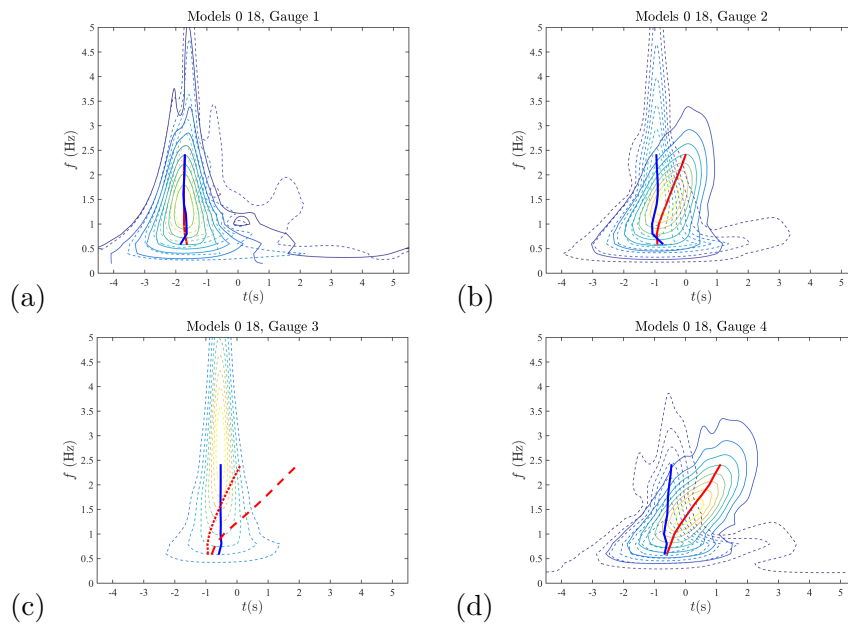 Models 0 18, Gauge 1
5
4.5
4
3.5
3
2.5
2
1.5
1
0.5
0
f (Hz)
-4 -3 -2 -1 0 1 2 3 4 5
t(s)
(a)
Models 0 18, Gauge 2
5
4.5
4
3.5
3
2.5
2
1.5
1
0.5
0
f (Hz)
-4 -3 -2 -1 0 1 2 3 4 5
t(s)
(b)
Models 0 18, Gauge 3
5
4.5
4
3.5
3
2.5
2
1.5
1
0.5
0
f (Hz)
-4 -3 -2 -1 0 1 2 3 4 5
t(s)
(c)
Models 0 18, Gauge 4
5
4.5
4
3.5
3
2.5
2
1.5
1
0.5
0
f (Hz)
-4 -3 -2 -1 0 1 2 3 4 5
t(s)
(d)